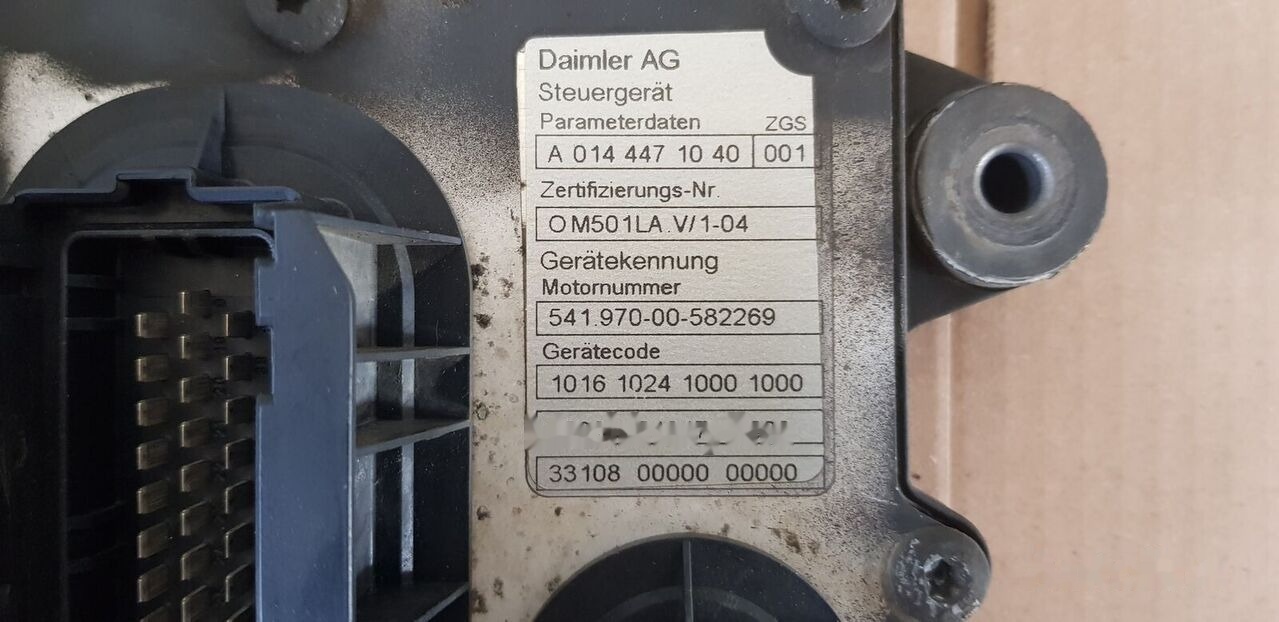 Daimler AG
Steuergerät
Parameterdaten ZGS
A 014 447 10 40 001
Zertifizierungs-Nr.
OM501LA.V/1-04
Gerätekennung
Motornummer
541.970-00-582269
Gerätecode
1016 1024 1000 1000
33108 00000 00000